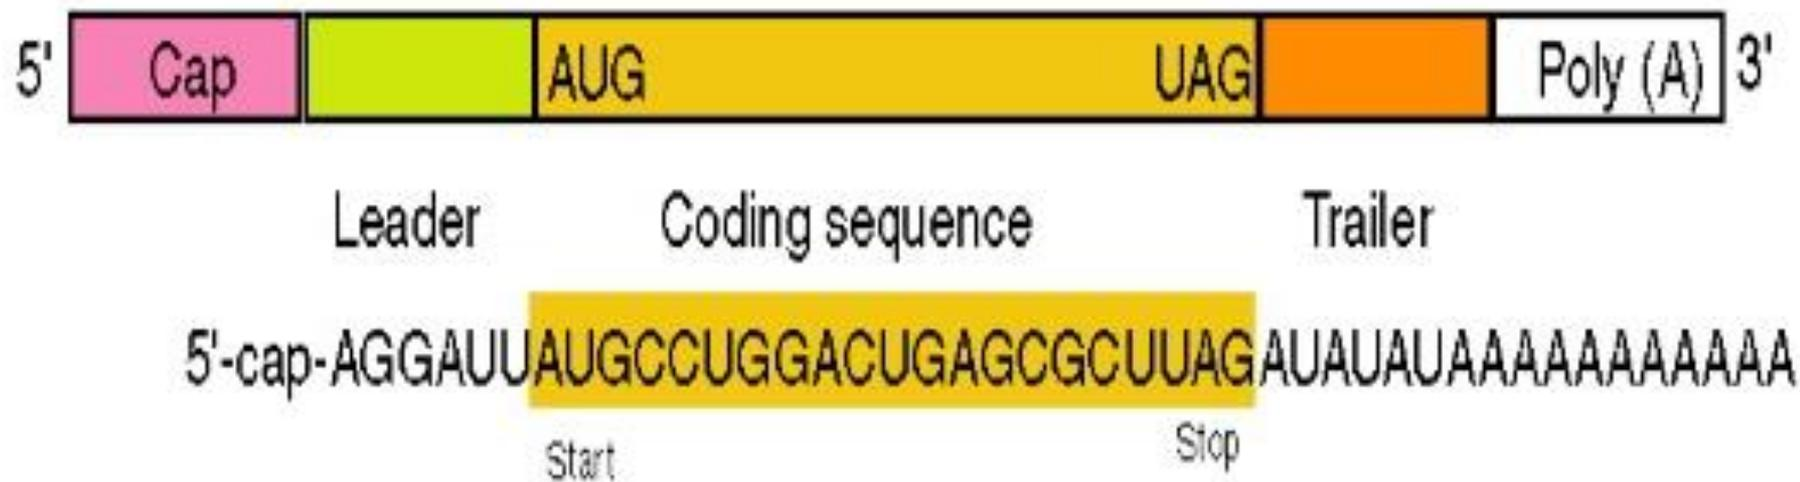 5' Cap AUG UAG Poly (A) 3'
Leader Coding sequence Trailer
5'-cap-AGGAUUAUGCCUGGACUGAGCGCUUAGAUAUAUAAAAAAAAAAA
Start Stop